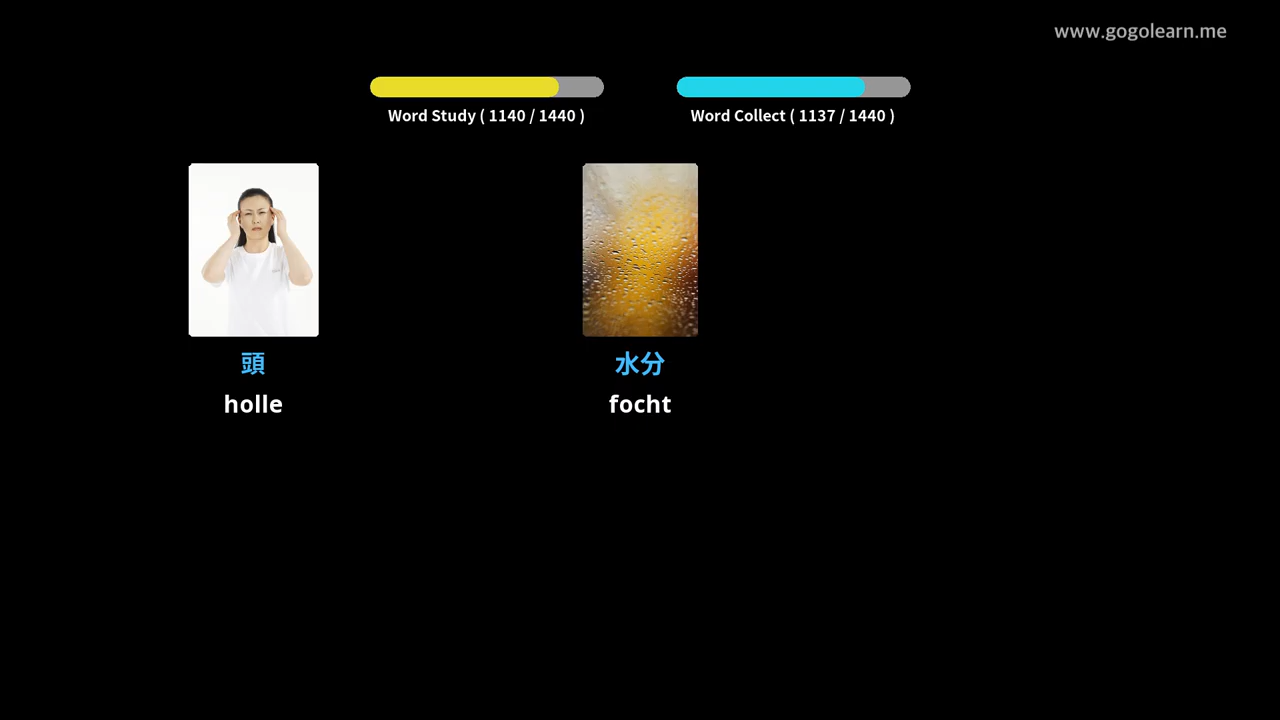 www.gogolearn.me
Word Study ( 1140 / 1440 )
Word Collect ( 1137 / 1440 )
頭
holle
水分
focht